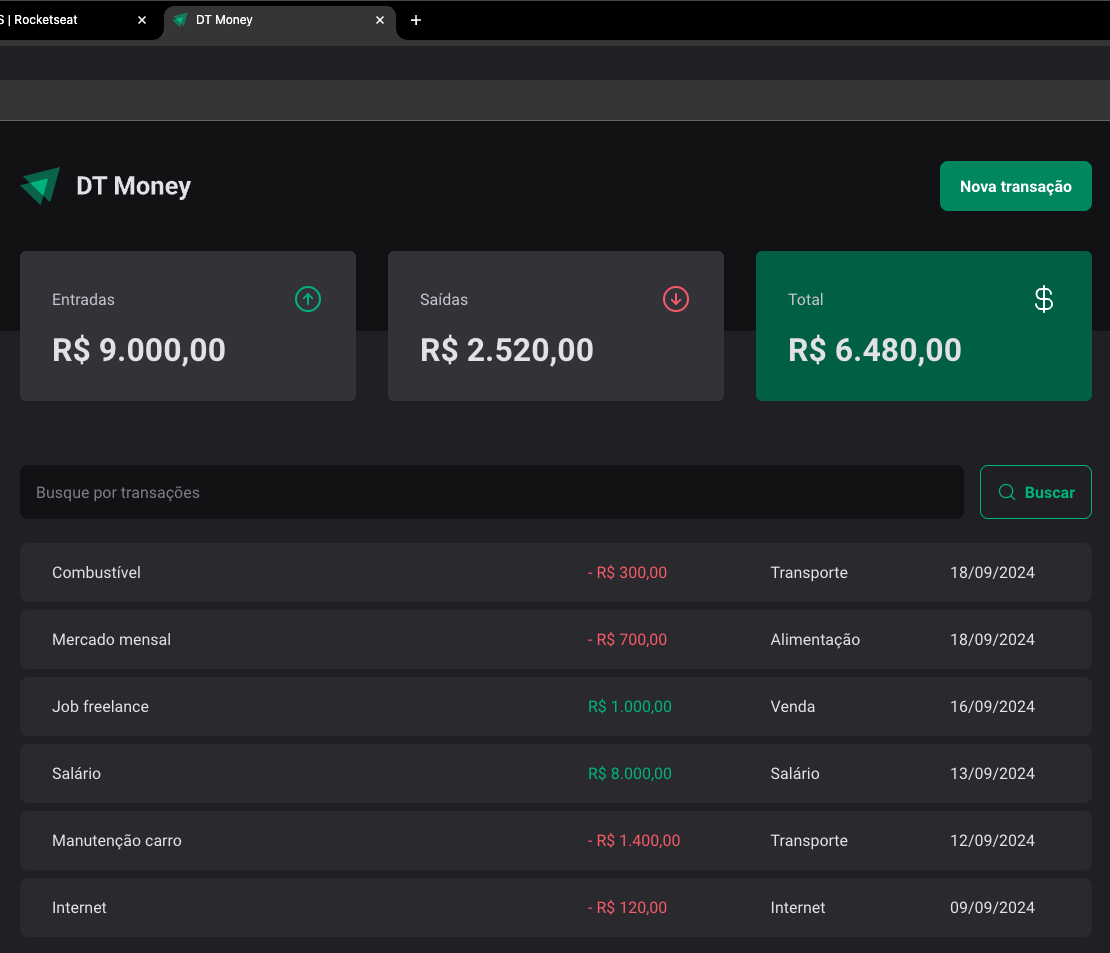 S | Rocketseat
DT Money
DT Money
Nova transação
Entradas
R$ 9.000,00
Saídas
R$ 2.520,00
Total
$
R$ 6.480,00
Busque por transações
Buscar
Combustível - R$ 300,00 Transporte 18/09/2024
Mercado mensal - R$ 700,00 Alimentação 18/09/2024
Job freelance R$ 1.000,00 Venda 16/09/2024
Salário R$ 8.000,00 Salário 13/09/2024
Manutenção carro - R$ 1.400,00 Transporte 12/09/2024
Internet - R$ 120,00 Internet 09/09/2024